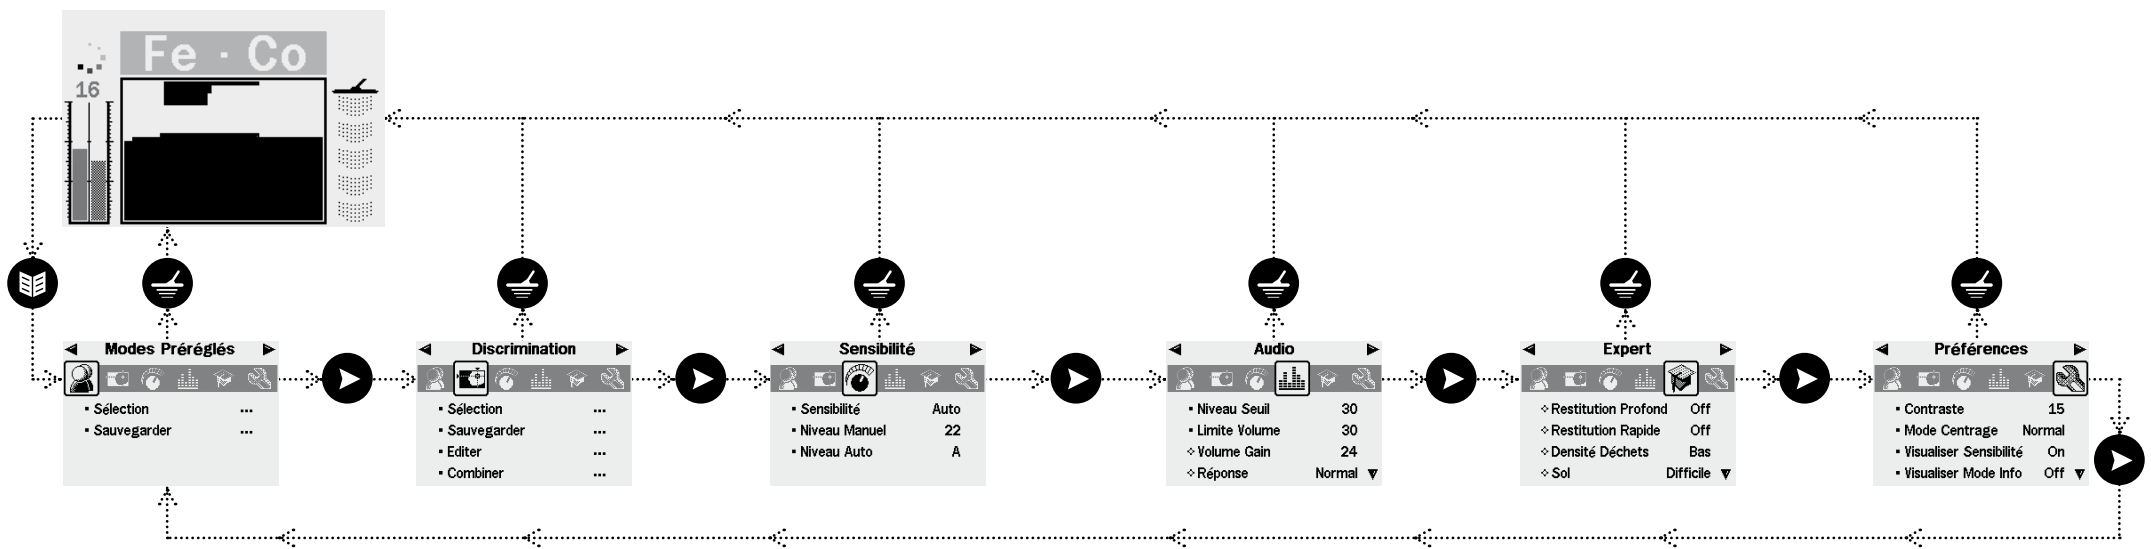 Fe · Co
16
Modes Préréglés
Sélection ...
Sauvegarder ...
Discrimination
Sélection ...
Sauvegarder ...
Editer ...
Combiner ...
Sensibilité
Sensibilité Auto
Niveau Manuel 22
Niveau Auto A
Audio
Niveau Seuil 30
Limite Volume 30
Volume Gain 24
Réponse Normal
Expert
Restitution Profond Off
Restitution Rapide Off
Densité Déchets Bas
Sol Difficile
Préférences
Contraste 15
Mode Centrage Normal
Visualiser Sensibilité On
Visualiser Mode Info Off